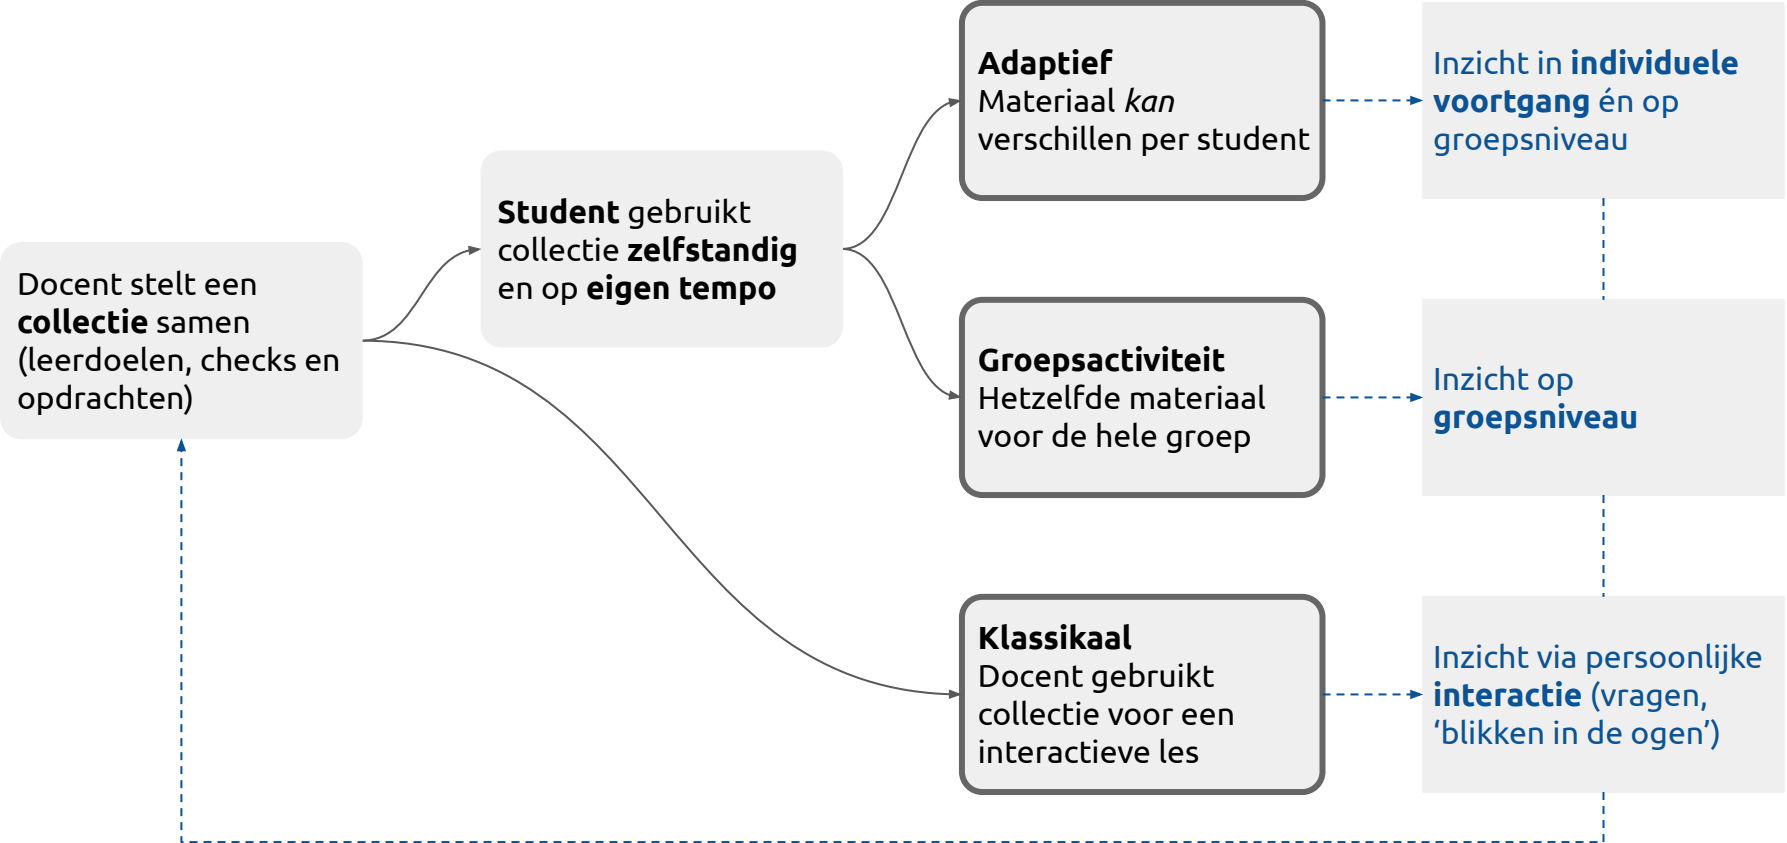 Docent stelt een
collectie samen
(leerdoelen, checks en
opdrachten)
Student gebruikt
collectie zelfstandig
en op eigen tempo
Adaptief
Materiaal kan
verschillen per student
Inzicht in individuele
voortgang én op
groepsniveau
Groepsactiviteit
Hetzelfde materiaal
voor de hele groep
Inzicht op
groepsniveau
Klassikaal
Docent gebruikt
collectie voor een
interactieve les
Inzicht via persoonlijke
interactie (vragen,
‘blikken in de ogen’)